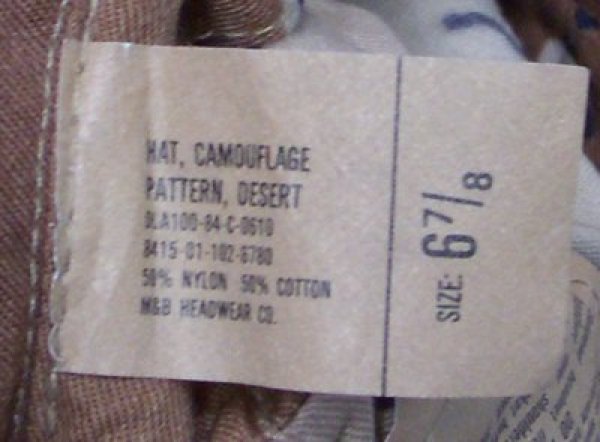 HAT, CAMOUFLAGE
PATTERN, DESERT
DLA100-84-C-0610
8415-01-102-6780
50% NYLON 50% COTTON
M&B HEADWEAR CO.
SIZE: 6 7/8